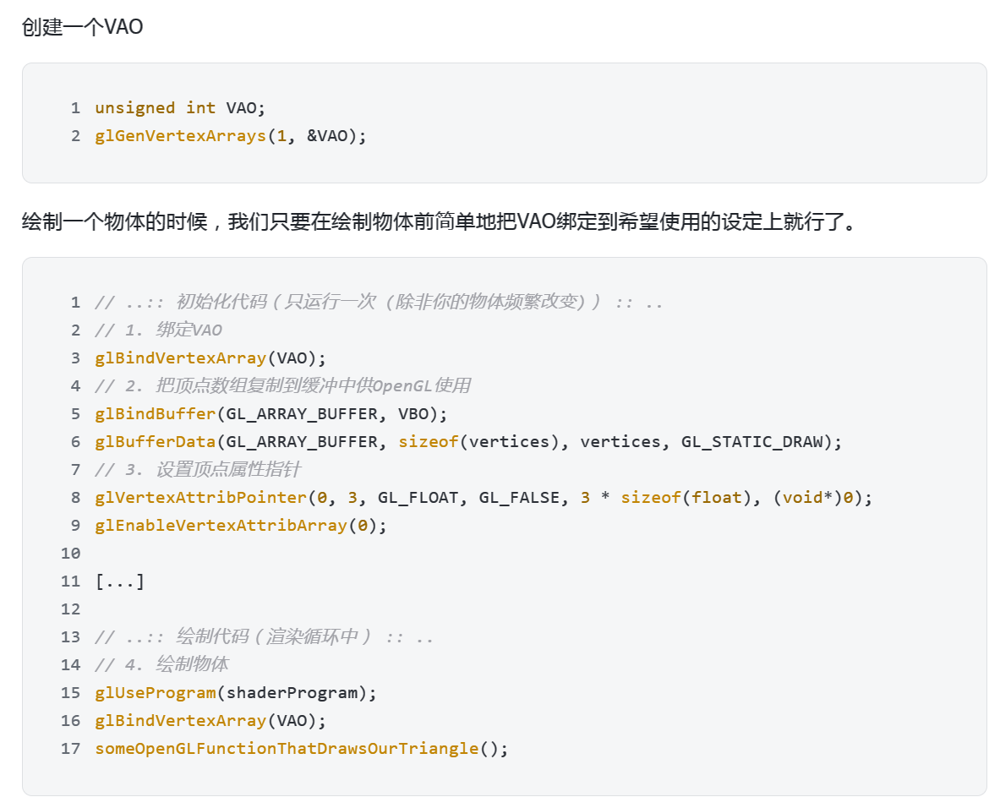 创建一个VAO
1 unsigned int VAO;
2 glGenVertexArrays(1, &VAO);
绘制一个物体的时候，我们只要在绘制物体前简单地把VAO绑定到希望使用的设定上就行了。
1 // ..:: 初始化代码（只运行一次 (除非你的物体频繁改变)） :: ..
2 // 1. 绑定VAO
3 glBindVertexArray(VAO);
4 // 2. 把顶点数组复制到缓冲中供OpenGL使用
5 glBindBuffer(GL_ARRAY_BUFFER, VBO);
6 glBufferData(GL_ARRAY_BUFFER, sizeof(vertices), vertices, GL_STATIC_DRAW);
7 // 3. 设置顶点属性指针
8 glVertexAttribPointer(0, 3, GL_FLOAT, GL_FALSE, 3 * sizeof(float), (void*)0);
9 glEnableVertexAttribArray(0);
10
11 [...]
12
13 // ..:: 绘制代码（渲染循环中） :: ..
14 // 4. 绘制物体
15 glUseProgram(shaderProgram);
16 glBindVertexArray(VAO);
17 someOpenGLFunctionThatDrawsOurTriangle();